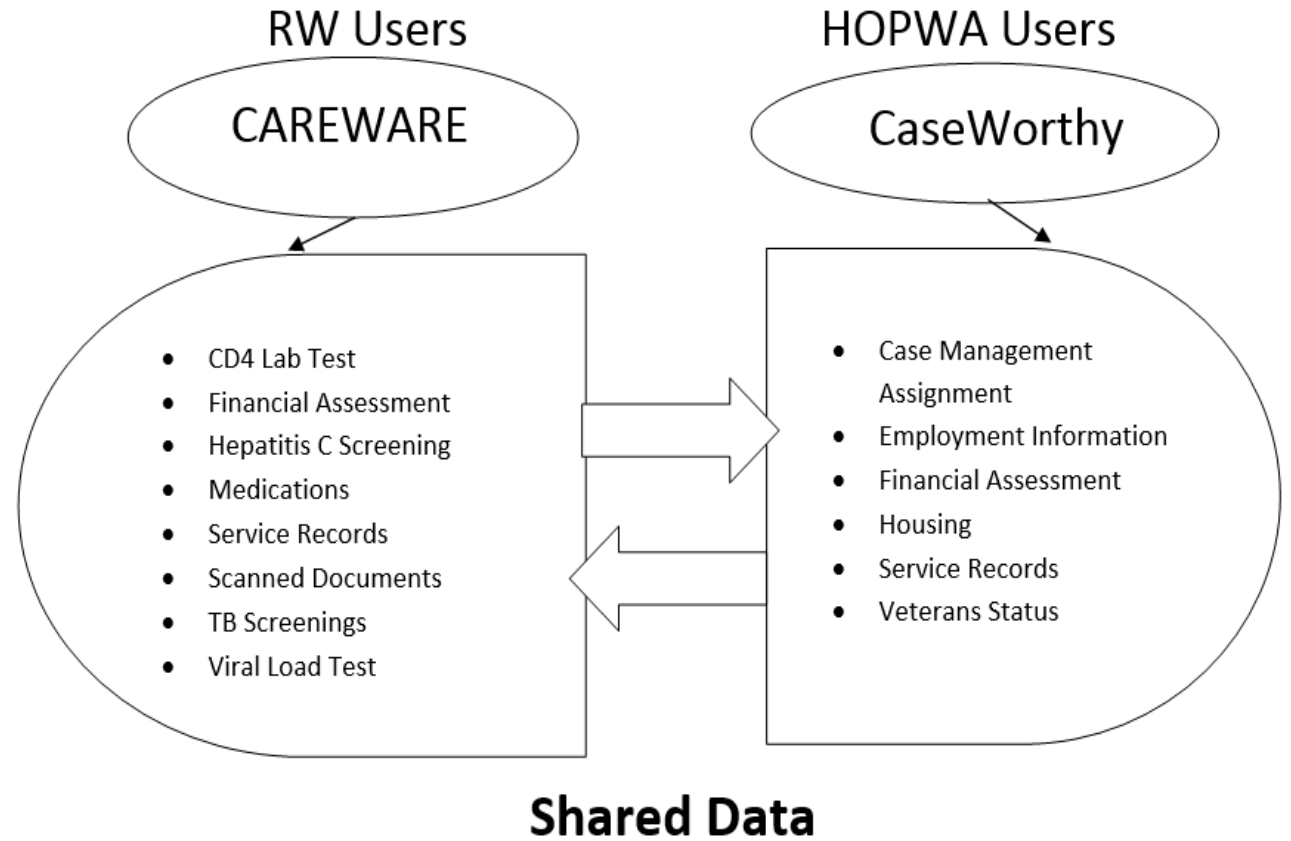 RW Users
CAREWARE
• CD4 Lab Test
• Financial Assessment
• Hepatitis C Screening
• Medications
• Service Records
• Scanned Documents
• TB Screenings
• Viral Load Test
HOPWA Users
CaseWorthy
• Case Management
Assignment
• Employment Information
• Financial Assessment
• Housing
• Service Records
• Veterans Status
Shared Data